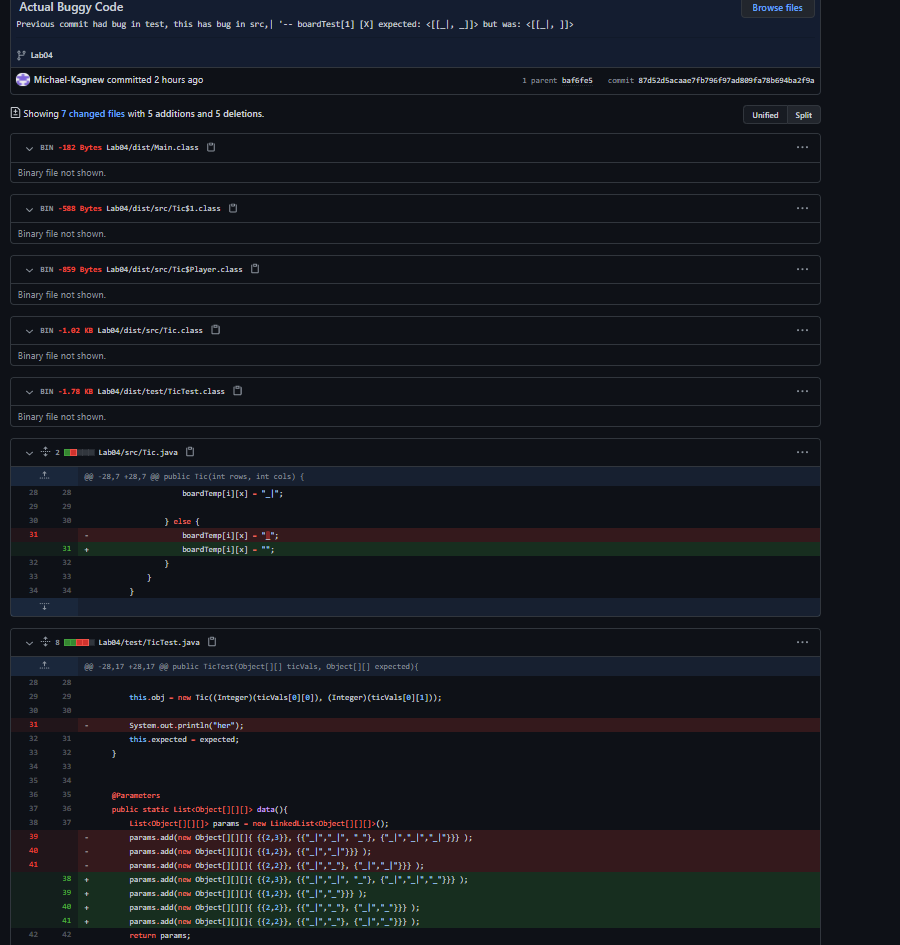 Actual Buggy Code
Browse files
Previous commit had bug in test, this has bug in src,| '-- boardTest[1] [X] expected: <[[_|, _]]> but was: <[[_|, ]]>
Lab04
Michael-Kagnew committed 2 hours ago
1 parent baf6fe5 commit 87d52d5acaae7fb796f97ad809fa78b694ba2f9a
Showing 7 changed files with 5 additions and 5 deletions.
Unified Split
BIN -182 Bytes Lab04/dist/Main.class
Binary file not shown.
BIN -588 Bytes Lab04/dist/src/Tic$1.class
Binary file not shown.
BIN -859 Bytes Lab04/dist/src/Tic$Player.class
Binary file not shown.
BIN -1.02 KB Lab04/dist/src/Tic.class
Binary file not shown.
BIN -1.78 KB Lab04/dist/test/TicTest.class
Binary file not shown.
2 Lab04/src/Tic.java
@@ -28,7 +28,7 @@ public Tic(int rows, int cols) {
28 28 boardTemp[i][x] = "_|";
29 29
30 30 } else {
31 - boardTemp[i][x] = "_";
31 + boardTemp[i][x] = "";
32 32 }
33 33 }
34 34 }
8 Lab04/test/TicTest.java
@@ -28,17 +28,17 @@ public TicTest(Object[][] ticVals, Object[][] expected){
28 28
29 29 this.obj = new Tic((Integer)(ticVals[0][0]), (Integer)(ticVals[0][1]));
30 30
31 - System.out.println("her");
32 31 this.expected = expected;
33 32 }
34 33
35 34
36 35 @Parameters
37 36 public static List<Object[][][]> data(){
38 37 List<Object[][][]> params = new LinkedList<Object[][][]>();
39 - params.add(new Object[][][]{ {{2,3}}, {{"_|","_|", "_"}, {"_|","_|","_|"}}} );
40 - params.add(new Object[][][]{ {{1,2}}, {{"_|","_|"}}} );
41 - params.add(new Object[][][]{ {{2,2}}, {{"_|","_"}, {"_|","_|"}}} );
38 + params.add(new Object[][][]{ {{2,3}}, {{"_|","_|", "_"}, {"_|","_|","_"}}} );
39 + params.add(new Object[][][]{ {{1,2}}, {{"_|","_"}}} );
40 + params.add(new Object[][][]{ {{2,2}}, {{"_|","_"}, {"_|","_"}}} );
41 + params.add(new Object[][][]{ {{2,2}}, {{"_|","_"}, {"_|","_"}}} );
42 42 return params;